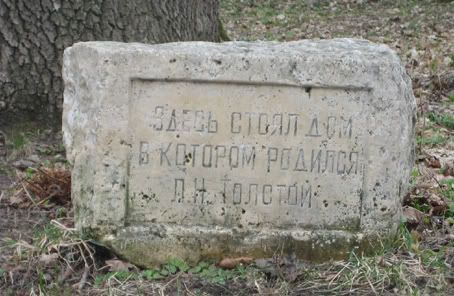 ЗДЕСЬ СТОЯЛ ДОМ,
В КОТОРОМ РОДИЛСЯ
Л.Н. ТОЛСТОЙ.